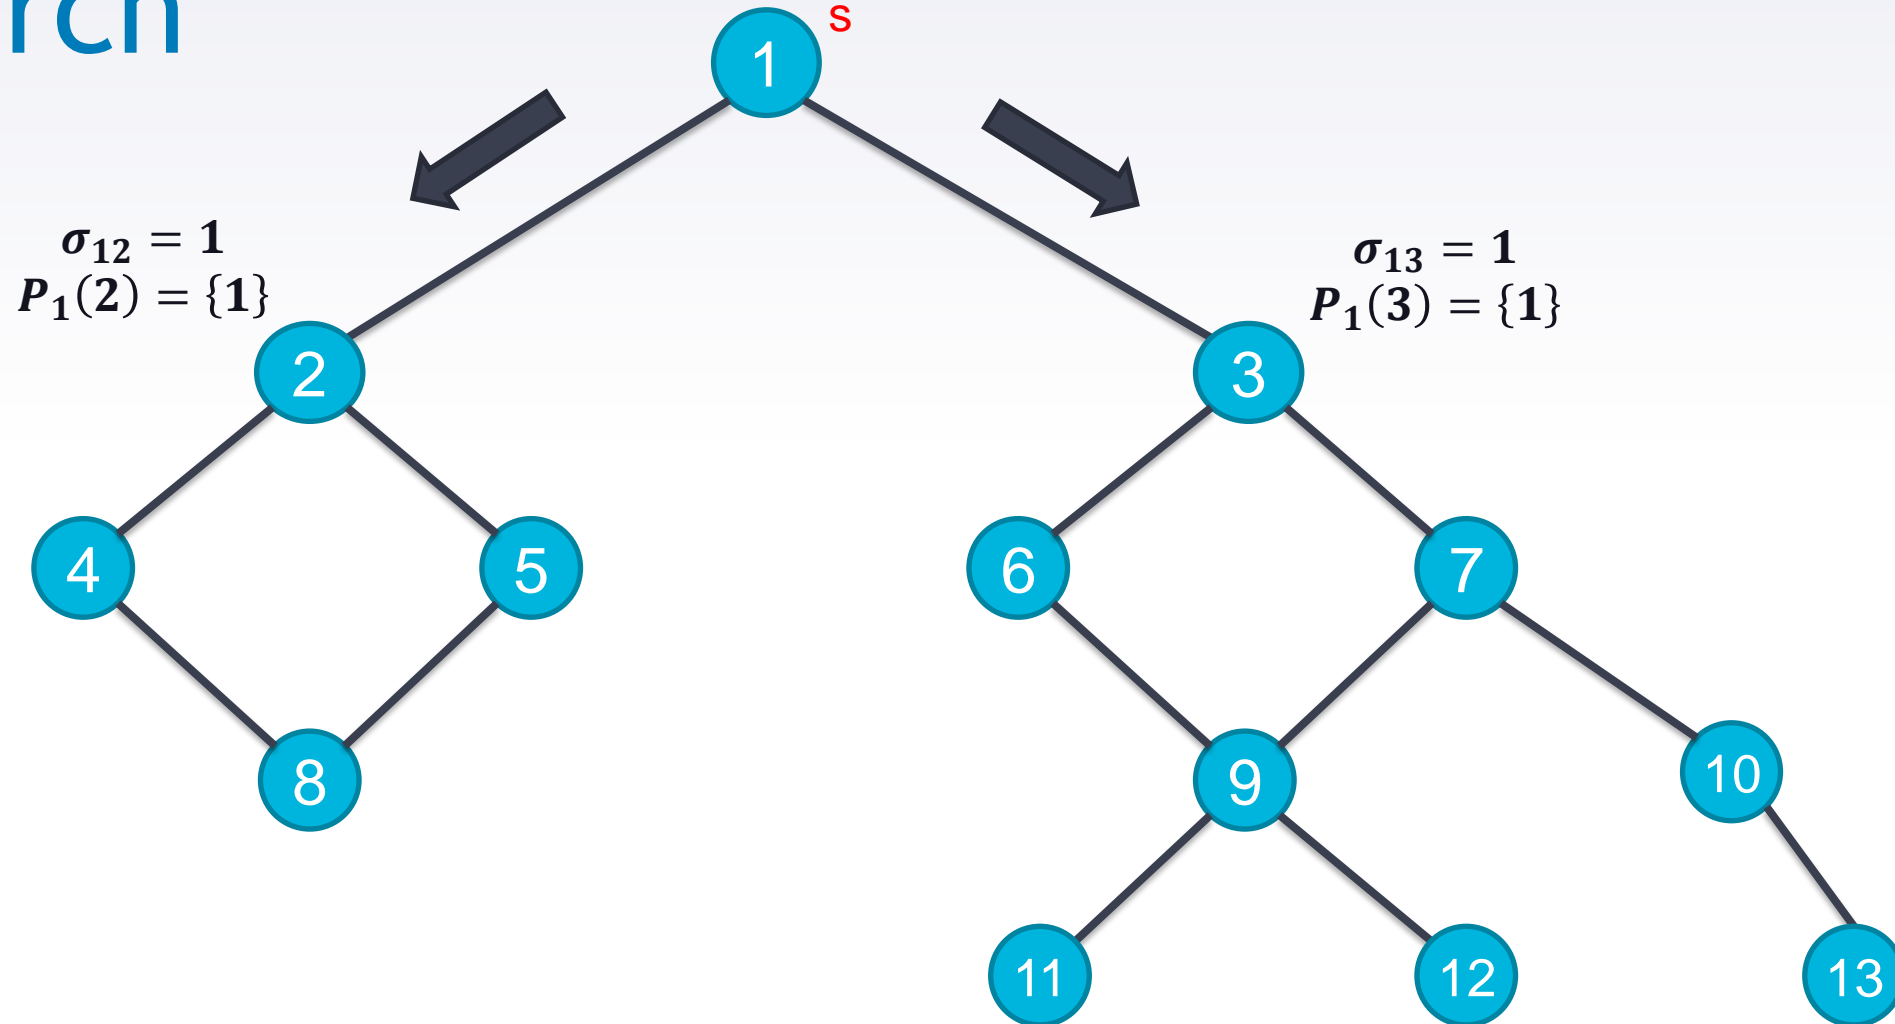 rch
1
s
σ₁₂ = 1
P₁(2) = {1}
σ₁₃ = 1
P₁(3) = {1}
2
3
4
5
6
7
8
9
10
11
12
13